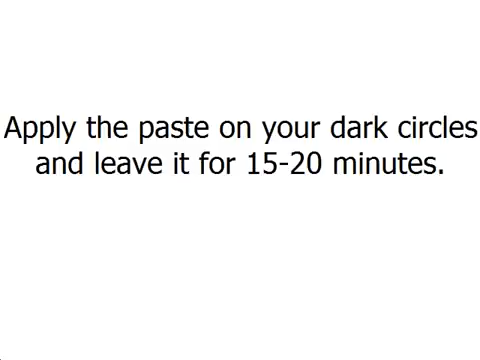 Apply the paste on your dark circles
and leave it for 15-20 minutes.